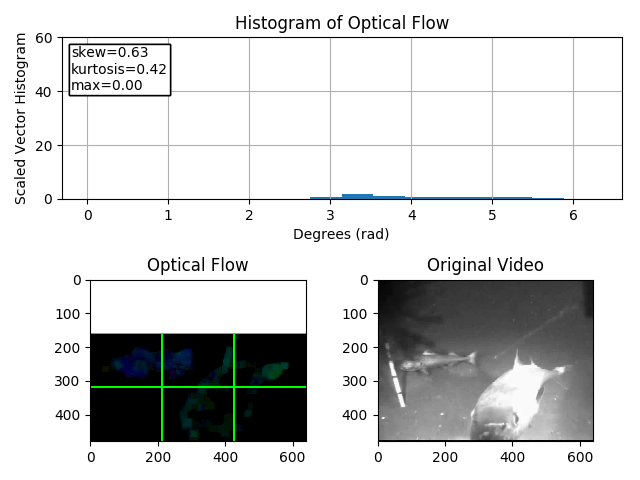 Histogram of Optical Flow
Scaled Vector Histogram
60
40
20
0
skew=0.63
kurtosis=0.42
max=0.00
0 1 2 3 4 5 6
Degrees (rad)
Optical Flow
0
100
200
300
400
0 200 400 600
Original Video
0
100
200
300
400
0 200 400 600